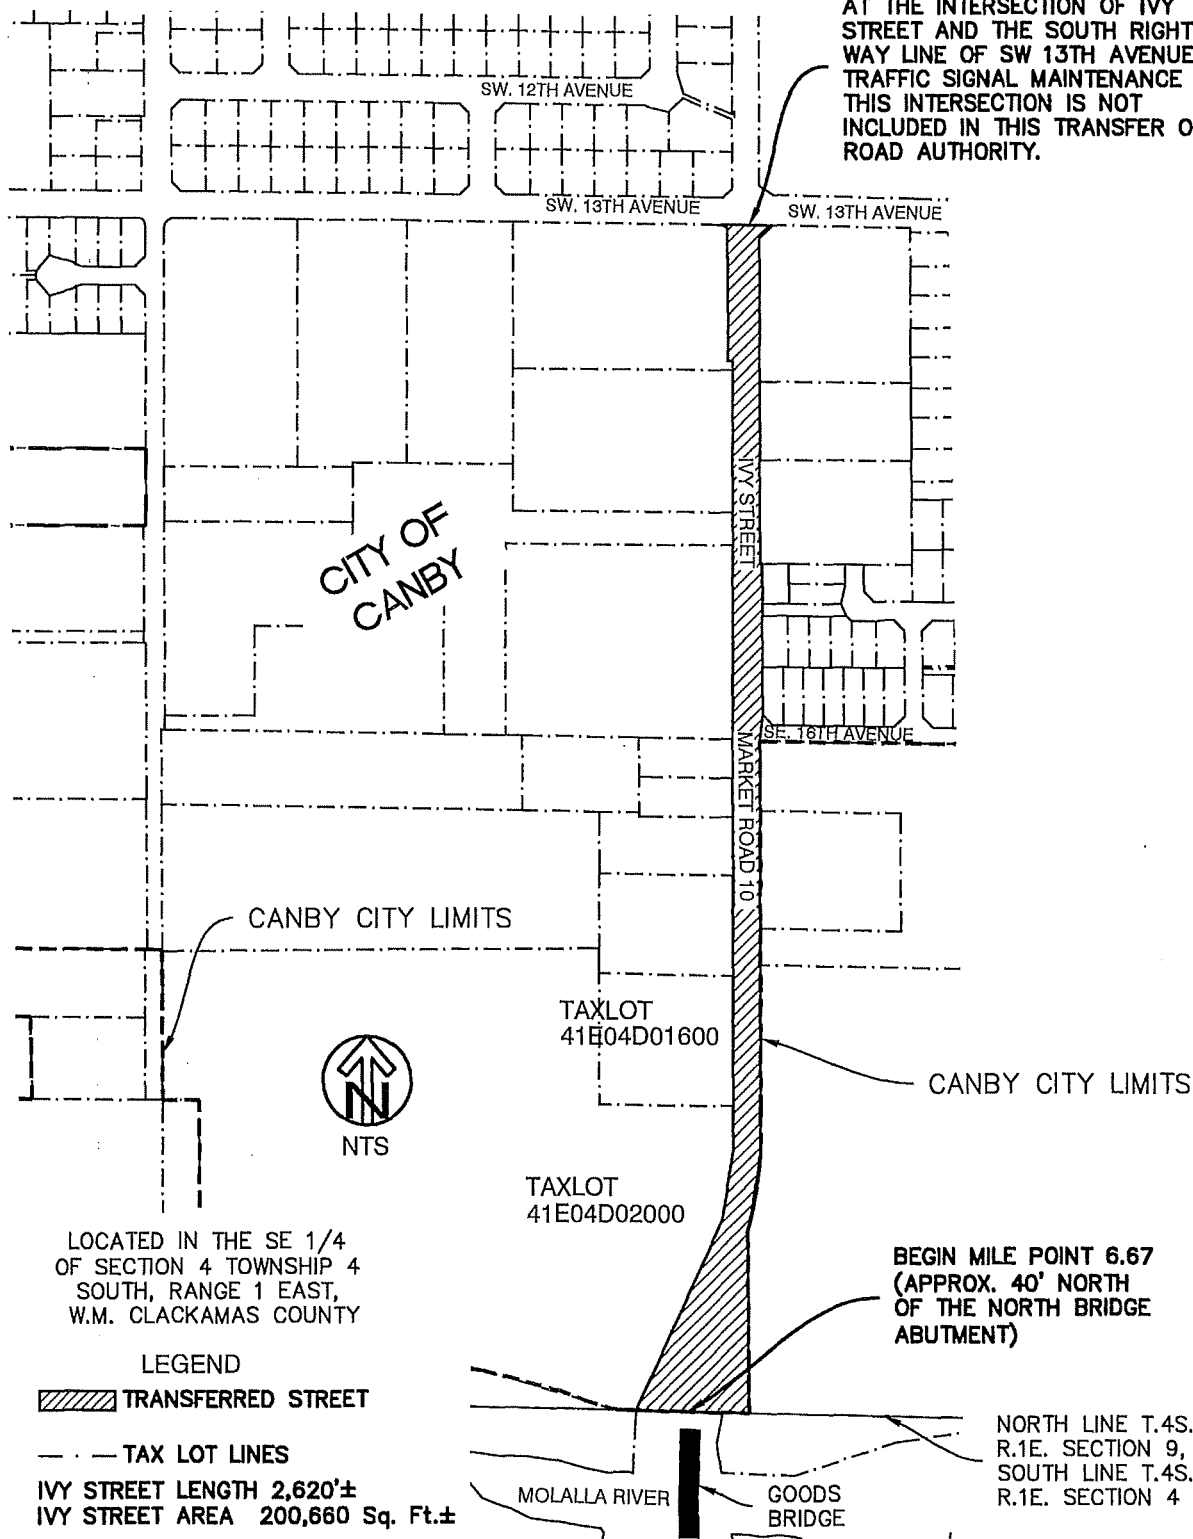 AT THE INTERSECTION OF IVY
STREET AND THE SOUTH RIGHT
WAY LINE OF SW 13TH AVENUE
TRAFFIC SIGNAL MAINTENANCE
THIS INTERSECTION IS NOT
INCLUDED IN THIS TRANSFER O
ROAD AUTHORITY.
SW. 12TH AVENUE
SW. 13TH AVENUE
SW. 13TH AVENUE
IVY STREET
CITY OF
CANBY
SE. 16TH AVENUE
MARKET ROAD 10
CANBY CITY LIMITS
TAXLOT
41E04D01600
CANBY CITY LIMITS
N
NTS
TAXLOT
41E04D02000
LOCATED IN THE SE 1/4
OF SECTION 4 TOWNSHIP 4
SOUTH, RANGE 1 EAST,
W.M. CLACKAMAS COUNTY
BEGIN MILE POINT 6.67
(APPROX. 40' NORTH
OF THE NORTH BRIDGE
ABUTMENT)
LEGEND
TRANSFERRED STREET
TAX LOT LINES
IVY STREET LENGTH 2,620'±
IVY STREET AREA 200,660 Sq. Ft.±
MOLALLA RIVER
GOODS
BRIDGE
NORTH LINE T.4S.
R.1E. SECTION 9,
SOUTH LINE T.4S.
R.1E. SECTION 4